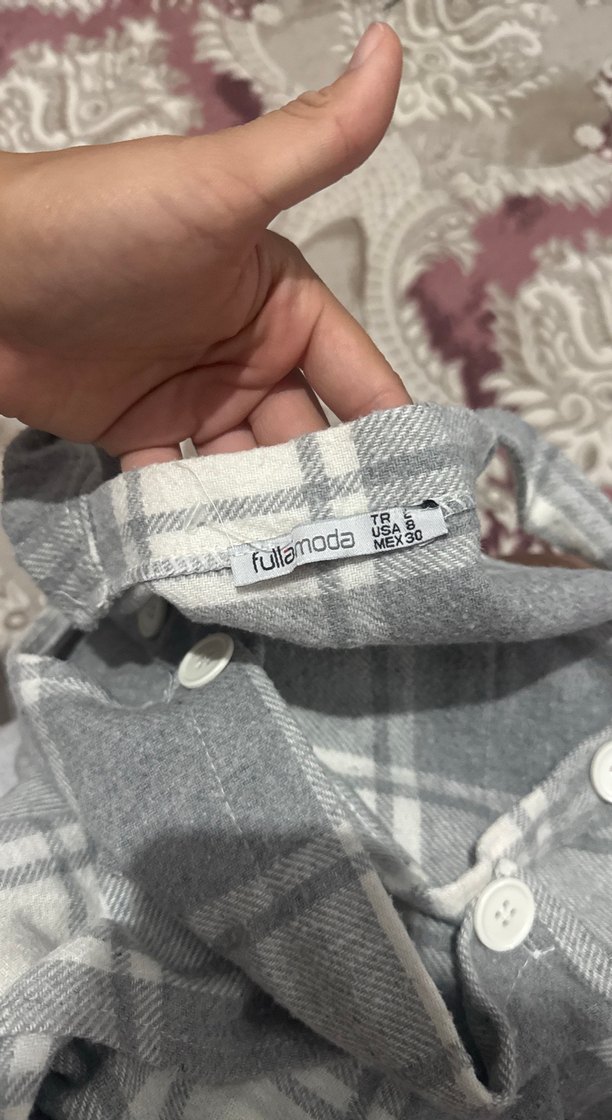 fullamoda
TR L
USA 8
MEX 30